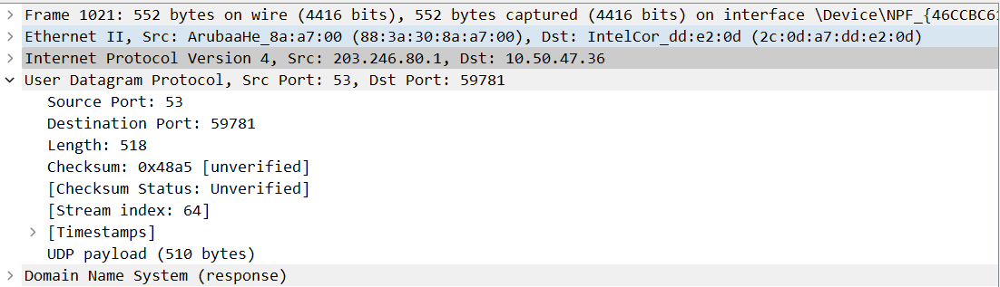 Frame 1021: 552 bytes on wire (4416 bits), 552 bytes captured (4416 bits) on interface \Device\NPF_{46CCBC61
Ethernet II, Src: ArubaaHe_8a:a7:00 (88:3a:30:8a:a7:00), Dst: IntelCor_dd:e2:0d (2c:0d:a7:dd:e2:0d)
Internet Protocol Version 4, Src: 203.246.80.1, Dst: 10.50.47.36
User Datagram Protocol, Src Port: 53, Dst Port: 59781
Source Port: 53
Destination Port: 59781
Length: 518
Checksum: 0x48a5 [unverified]
[Checksum Status: Unverified]
[Stream index: 64]
[Timestamps]
UDP payload (510 bytes)
Domain Name System (response)